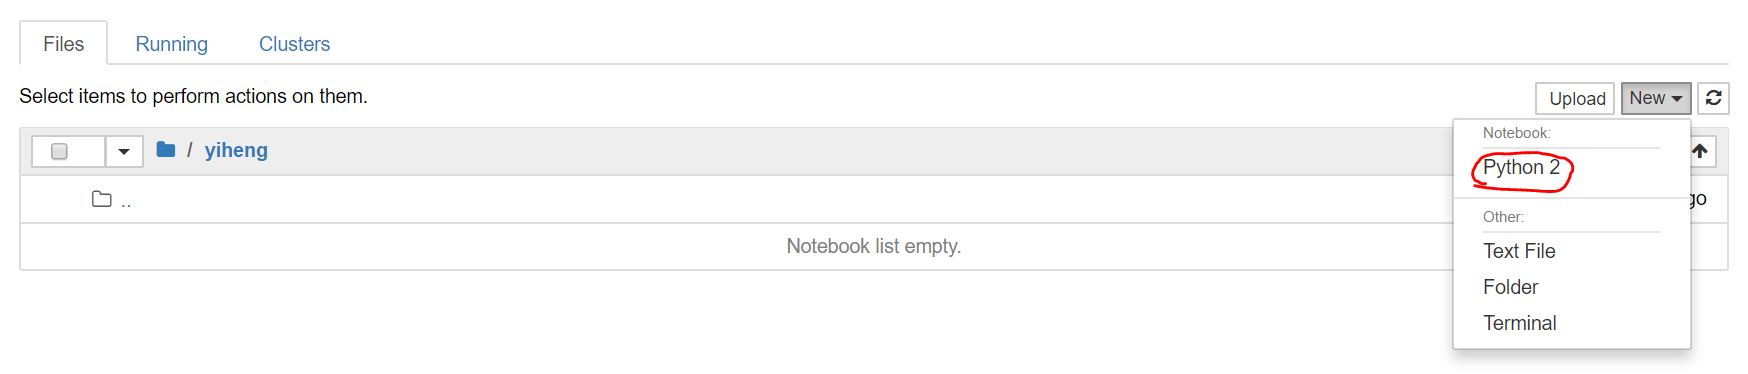 Files Running Clusters
Select items to perform actions on them.
Upload New
/ yiheng
Notebook:
Python 2
..
go
Other:
Notebook list empty.
Text File
Folder
Terminal